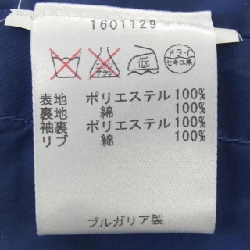 1601129
低
表地 ポリエステル 100%
裏地 綿 100%
袖裏 ポリエステル 100%
リブ 綿 100%
ブルガリア製